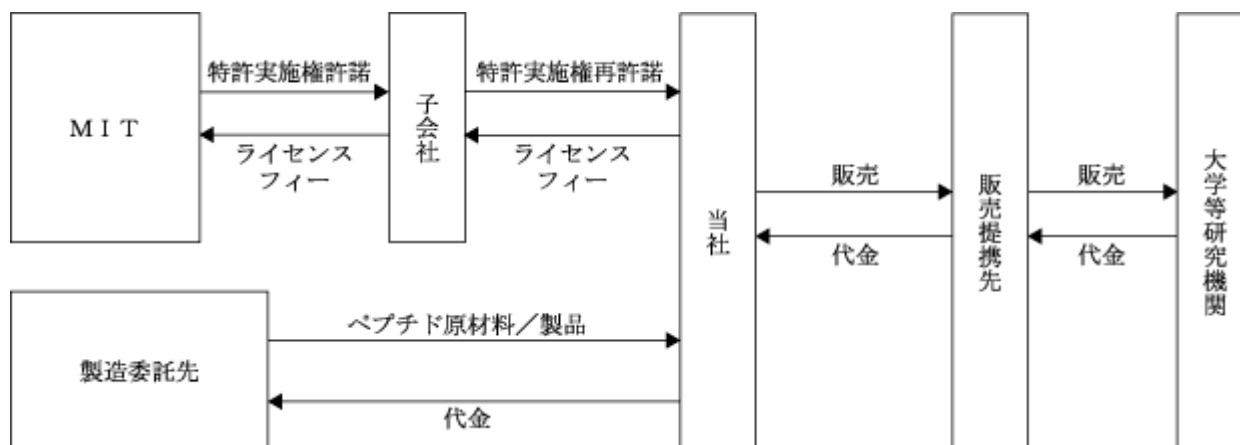 ＭＩＴ
特許実施権許諾
ライセンス
フィー
子会社
特許実施権再許諾
ライセンス
フィー
当社
販売
代金
販売提携先
販売
代金
大学等研究機関
製造委託先
ペプチド原材料／製品
代金